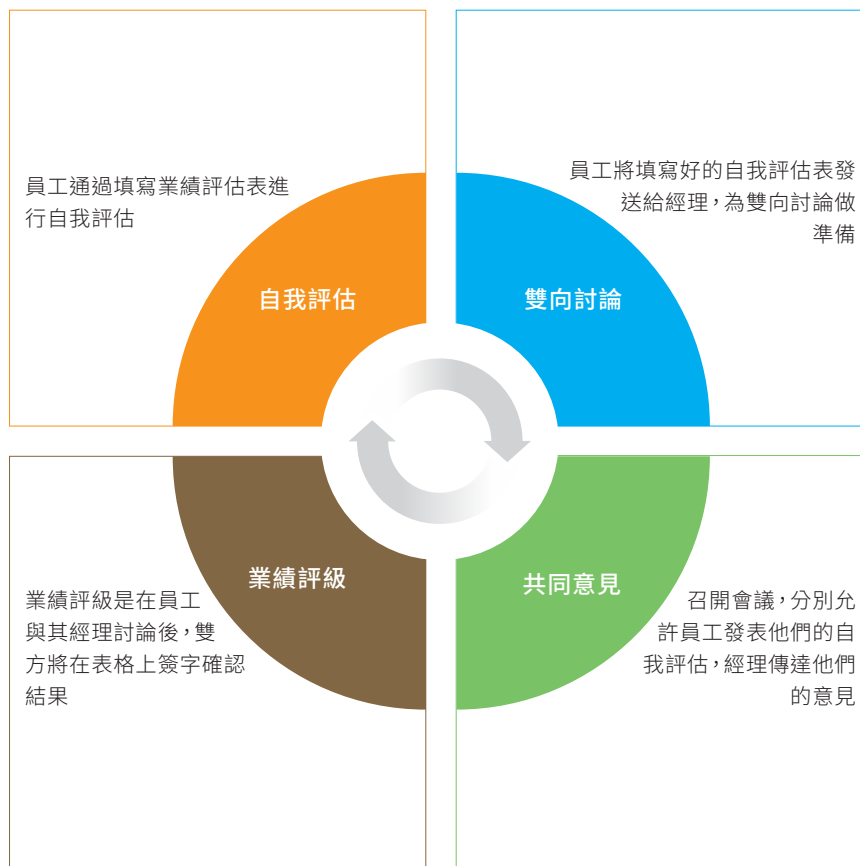 員工通過填寫業績評估表進
行自我評估
自我評估
員工將填寫好的自我評估表發
送給經理，為雙向討論做
準備
雙向討論
業績評級是在員工
與其經理討論後，雙
方將在表格上簽字確認
結果
業績評級
共同意見
召開會議，分別允
許員工發表他們的自
我評估，經理傳達他們
的意見